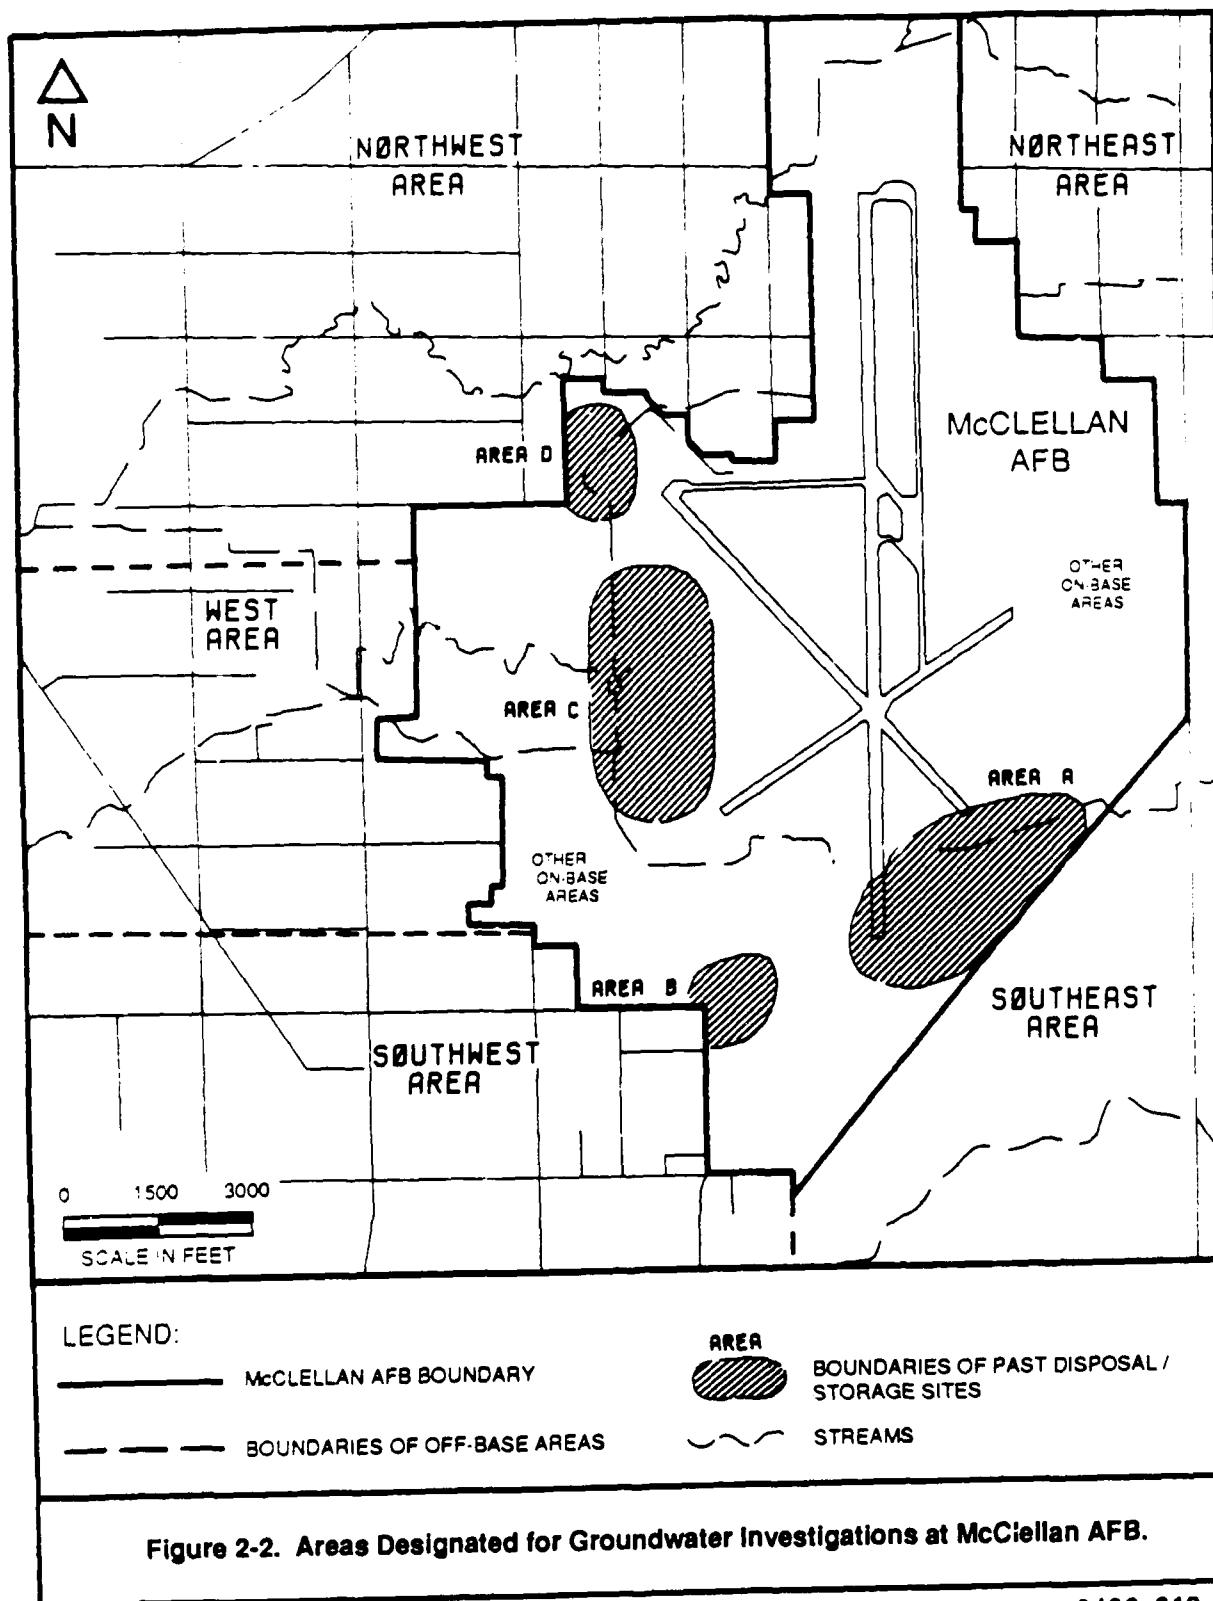 N
NØRTHWEST
AREA
NØRTHEAST
AREA
McCLELLAN
AFB
AREA D
OTHER
ON-BASE
AREAS
WEST
AREA
AREA C
AREA A
OTHER
ON-BASE
AREAS
AREA B
SØUTHEAST
AREA
SØUTHWEST
AREA
0 1500 3000
SCALE IN FEET
LEGEND:
McCLELLAN AFB BOUNDARY
BOUNDARIES OF OFF-BASE AREAS
AREA
BOUNDARIES OF PAST DISPOSAL /
STORAGE SITES
STREAMS
Figure 2-2. Areas Designated for Groundwater Investigations at McClellan AFB.